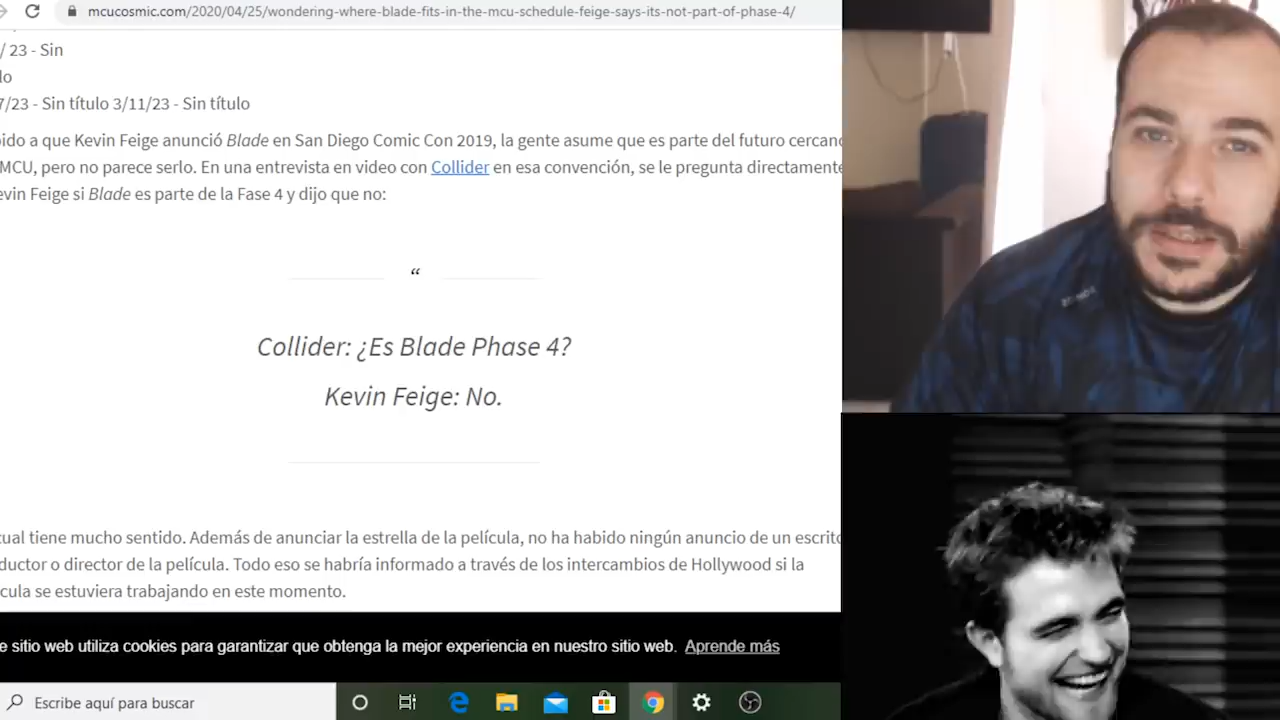 mcucosmic.com/2020/04/25/wondering-where-blade-fits-in-the-mcu-schedule-feige-says-its-not-part-of-phase-4/
/ 23 - Sin
lo
7/23 - Sin título 3/11/23 - Sin título
ido a que Kevin Feige anunció Blade en San Diego Comic Con 2019, la gente asume que es parte del futuro cercano
MCU, pero no parece serlo. En una entrevista en video con Collider en esa convención, se le pregunta directamente
evin Feige si Blade es parte de la Fase 4 y dijo que no:
“
Collider: ¿Es Blade Phase 4?
Kevin Feige: No.
cual tiene mucho sentido. Además de anunciar la estrella de la película, no ha habido ningún anuncio de un escrito
ductor o director de la película. Todo eso se habría informado a través de los intercambios de Hollywood si la
cula se estuviera trabajando en este momento.
e sitio web utiliza cookies para garantizar que obtenga la mejor experiencia en nuestro sitio web. Aprende más
Escribe aquí para buscar